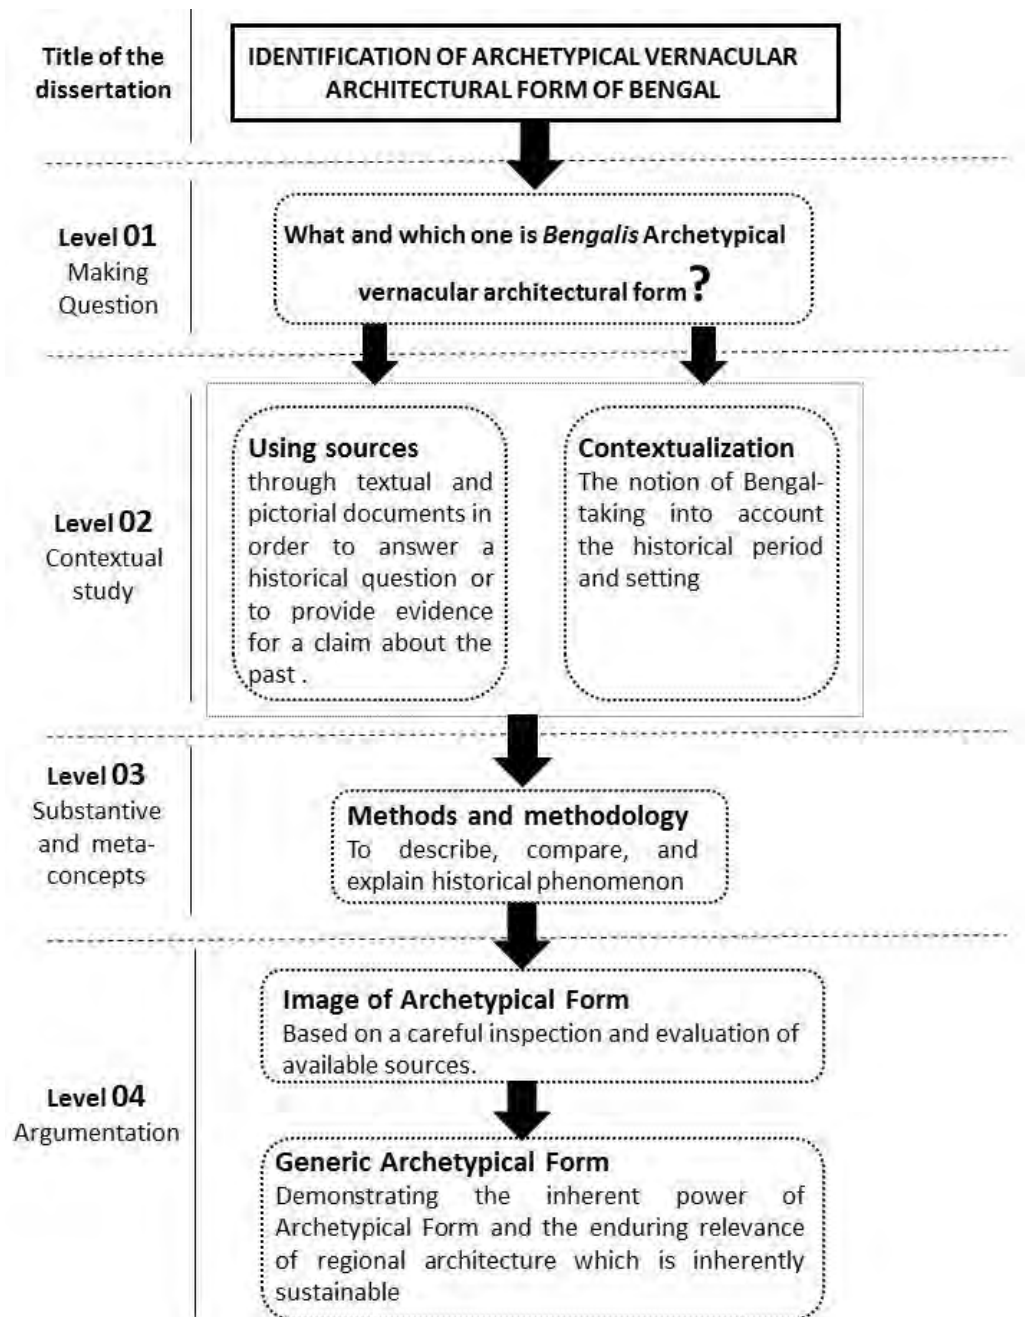 Title of the
dissertation
IDENTIFICATION OF ARCHETYPICAL VERNACULAR
ARCHITECTURAL FORM OF BENGAL
Level 01
Making
Question
What and which one is Bengalis Archetypical
vernacular architectural form?
Level 02
Contextual
study
Using sources
through textual and
pictorial documents in
order to answer a
historical question or
to provide evidence
for a claim about the
past .
Contextualization
The notion of Bengal-
taking into account
the historical period
and setting
Level 03
Substantive
and meta-
concepts
Methods and methodology
To describe, compare, and
explain historical phenomenon
Level 04
Argumentation
Image of Archetypical Form
Based on a careful inspection and evaluation of
available sources.
Generic Archetypical Form
Demonstrating the inherent power of
Archetypical Form and the enduring relevance
of regional architecture which is inherently
sustainable